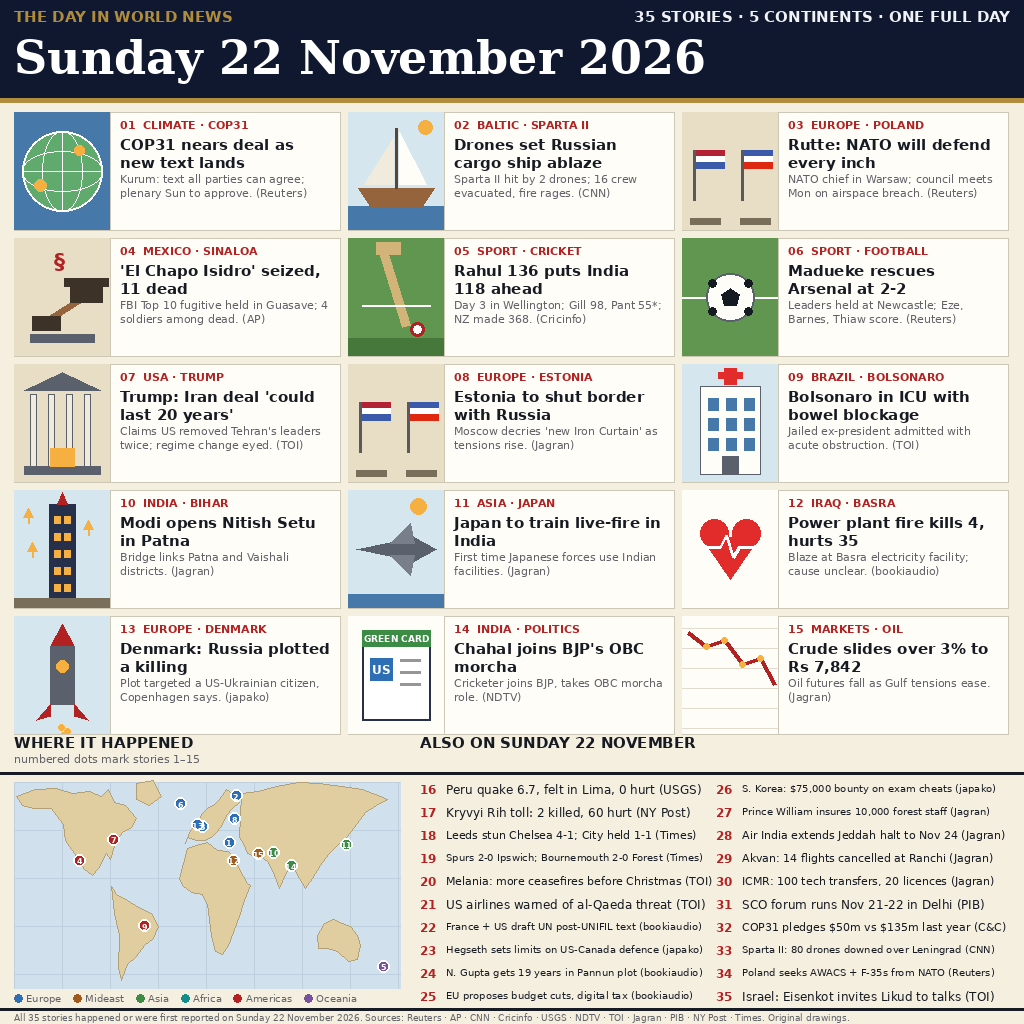 THE DAY IN WORLD NEWS
35 STORIES · 5 CONTINENTS · ONE FULL DAY
Sunday 22 November 2026
01 CLIMATE · COP31
COP31 nears deal as
new text lands
Kurum: text all parties can agree;
plenary Sun to approve. (Reuters)
02 BALTIC · SPARTA II
Drones set Russian
cargo ship ablaze
Sparta II hit by 2 drones; 16 crew
evacuated, fire rages. (CNN)
03 EUROPE · POLAND
Rutte: NATO will defend
every inch
NATO chief in Warsaw; council meets
Mon on airspace breach. (Reuters)
§
04 MEXICO · SINALOA
'El Chapo Isidro' seized,
11 dead
FBI Top 10 fugitive held in Guasave; 4
soldiers among dead. (AP)
05 SPORT · CRICKET
Rahul 136 puts India
118 ahead
Day 3 in Wellington; Gill 98, Pant 55*;
NZ made 368. (Cricinfo)
06 SPORT · FOOTBALL
Madueke rescues
Arsenal at 2-2
Leaders held at Newcastle; Eze,
Barnes, Thiaw score. (Reuters)
07 USA · TRUMP
Trump: Iran deal 'could
last 20 years'
Claims US removed Tehran's leaders
twice; regime change eyed. (TOI)
08 EUROPE · ESTONIA
Estonia to shut border
with Russia
Moscow decries 'new Iron Curtain' as
tensions rise. (Jagran)
09 BRAZIL · BOLSONARO
Bolsonaro in ICU with
bowel blockage
Jailed ex-president admitted with
acute obstruction. (TOI)
10 INDIA · BIHAR
Modi opens Nitish Setu
in Patna
Bridge links Patna and Vaishali
districts. (Jagran)
11 ASIA · JAPAN
Japan to train live-fire in
India
First time Japanese forces use Indian
facilities. (Jagran)
12 IRAQ · BASRA
Power plant fire kills 4,
hurts 35
Blaze at Basra electricity facility;
cause unclear. (bookiaudio)
13 EUROPE · DENMARK
Denmark: Russia plotted
a killing
Plot targeted a US-Ukrainian citizen,
Copenhagen says. (japako)
GREEN CARD
US
14 INDIA · POLITICS
Chahal joins BJP's OBC
morcha
Cricketer joins BJP, takes OBC morcha
role. (NDTV)
15 MARKETS · OIL
Crude slides over 3% to
Rs 7,842
Oil futures fall as Gulf tensions ease.
(Jagran)
WHERE IT HAPPENED
numbered dots mark stories 1–15
6
2
8
13
1
7
4
12
10
11
9
5
Europe
Mideast
Asia
Africa
Americas
Oceania
ALSO ON SUNDAY 22 NOVEMBER
16 Peru quake 6.7, felt in Lima, 0 hurt (USGS)
17 Kryvyi Rih toll: 2 killed, 60 hurt (NY Post)
18 Leeds stun Chelsea 4-1; City held 1-1 (Times)
19 Spurs 2-0 Ipswich; Bournemouth 2-0 Forest (Times)
20 Melania: more ceasefires before Christmas (TOI)
21 US airlines warned of al-Qaeda threat (TOI)
22 France + US draft UN post-UNIFIL text (bookiaudio)
23 Hegseth sets limits on US-Canada defence (japako)
24 N. Gupta gets 19 years in Pannun plot (bookiaudio)
25 EU proposes budget cuts, digital tax (bookiaudio)
26 S. Korea: $75,000 bounty on exam cheats (japako)
27 Prince William insures 10,000 forest staff (Jagran)
28 Air India extends Jeddah halt to Nov 24 (Jagran)
29 Akvan: 14 flights cancelled at Ranchi (Jagran)
30 ICMR: 100 tech transfers, 20 licences (Jagran)
31 SCO forum runs Nov 21-22 in Delhi (PIB)
32 COP31 pledges $50m vs $135m last year (C&C)
33 Sparta II: 80 drones downed over Leningrad (CNN)
34 Poland seeks AWACS + F-35s from NATO (Reuters)
35 Israel: Eisenkot invites Likud to talks (TOI)
All 35 stories happened or were first reported on Sunday 22 November 2026. Sources: Reuters · AP · CNN · Cricinfo · USGS · NDTV · TOI · Jagran · PIB · NY Post · Times. Original drawings.